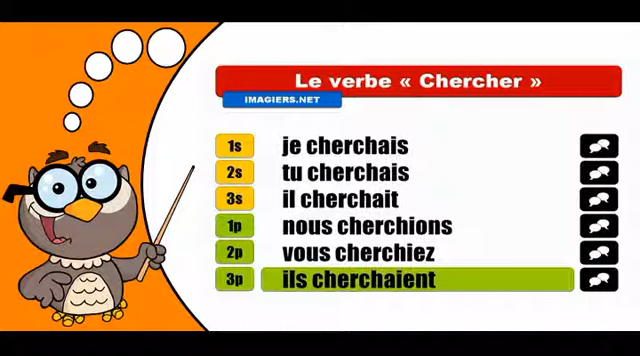 Le verbe « Chercher »
IMAGIERS.NET
1s je cherchais
2s tu cherchais
3s il cherchait
1p nous cherchions
2p vous cherchiez
3p ils cherchaient